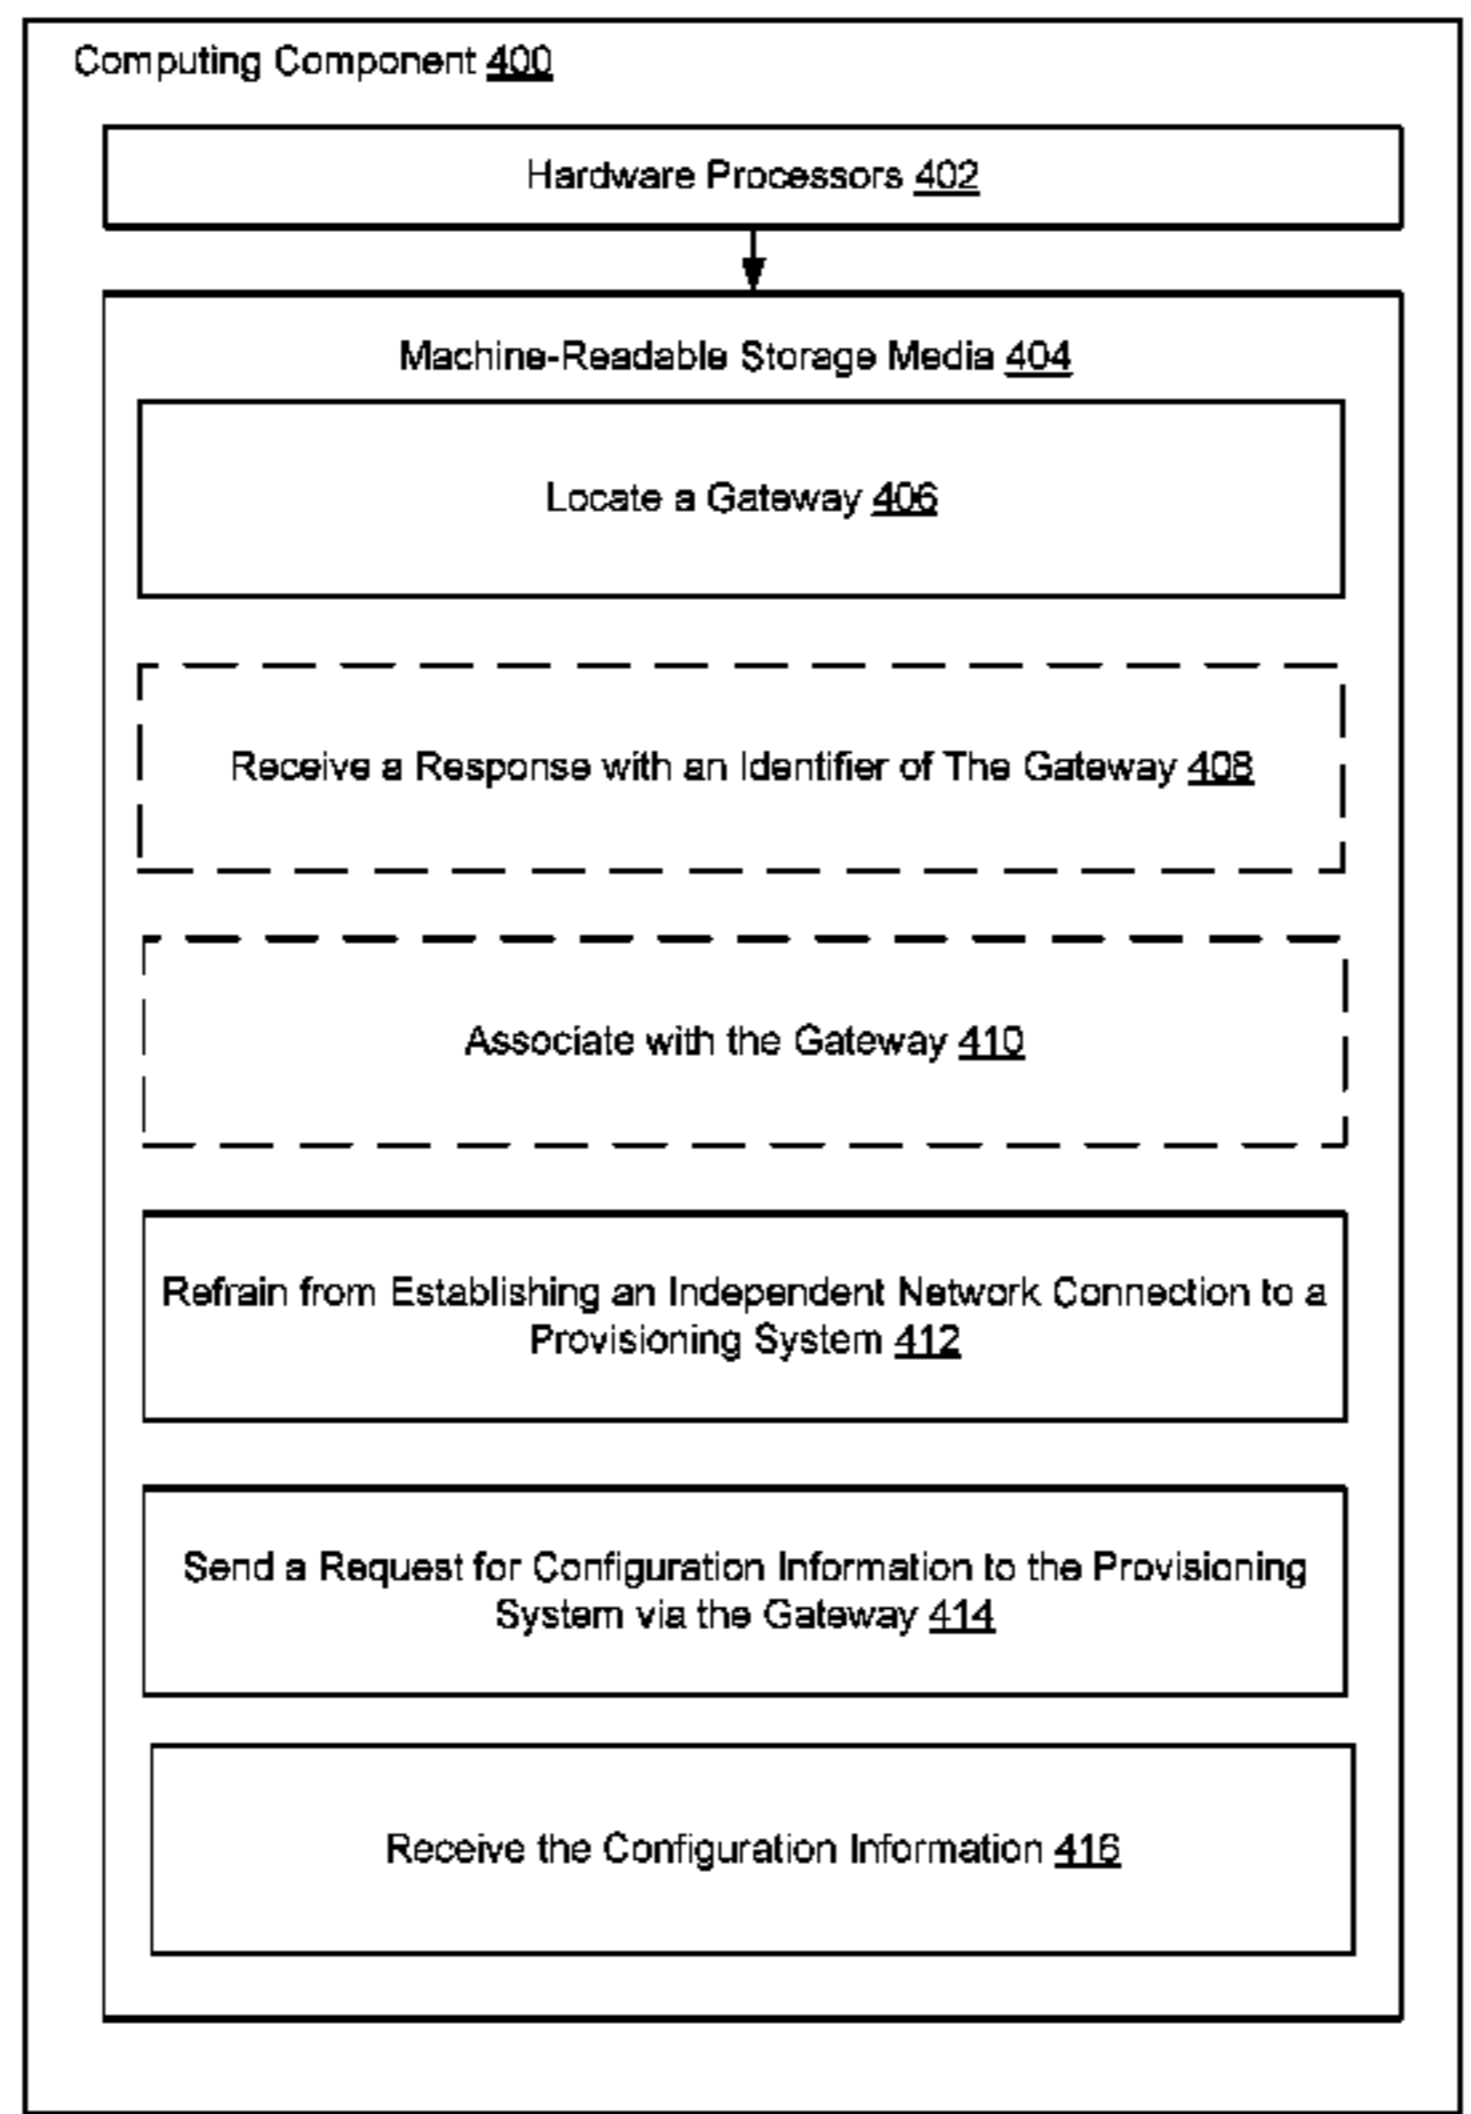 Computing Component 400
Hardware Processors 402
Machine-Readable Storage Media 404
Locate a Gateway 406
Receive a Response with an Identifier of The Gateway 408
Associate with the Gateway 410
Refrain from Establishing an Independent Network Connection to a
Provisioning System 412
Send a Request for Configuration Information to the Provisioning
System via the Gateway 414
Receive the Configuration Information 416